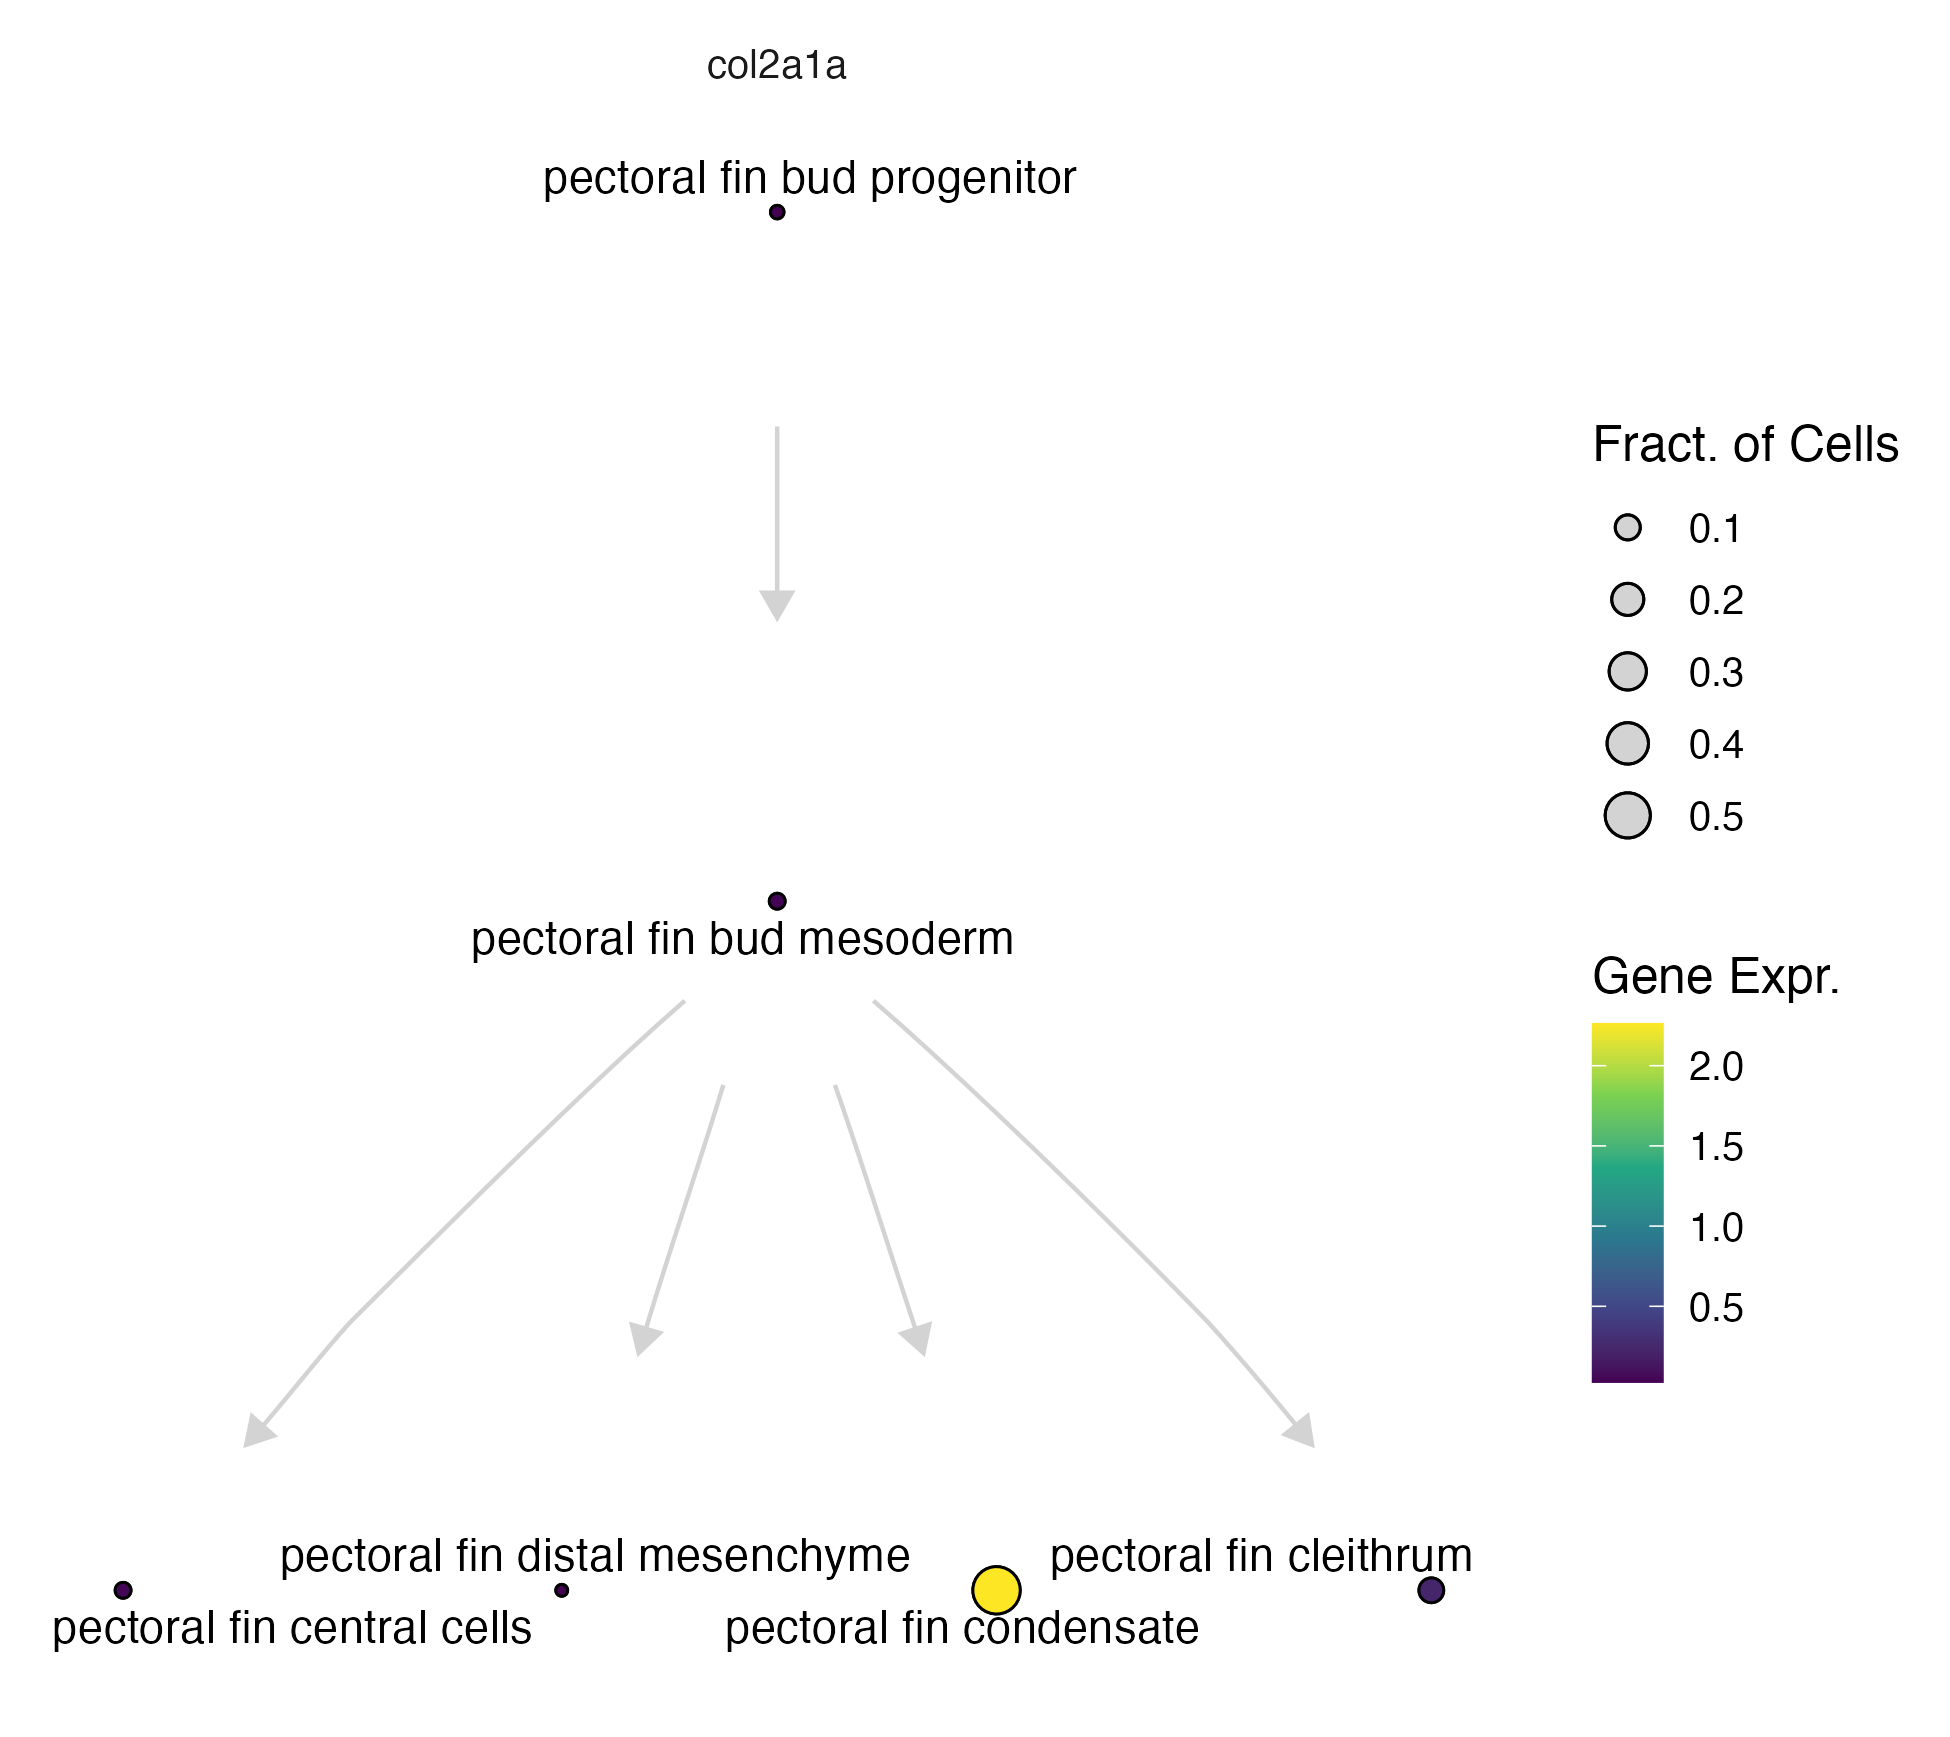 col2a1a
pectoral fin bud progenitor
pectoral fin bud mesoderm
pectoral fin distal mesenchyme
pectoral fin cleithrum
pectoral fin central cells
pectoral fin condensate
Fract. of Cells
0.1
0.2
0.3
0.4
0.5
Gene Expr.
2.0
1.5
1.0
0.5